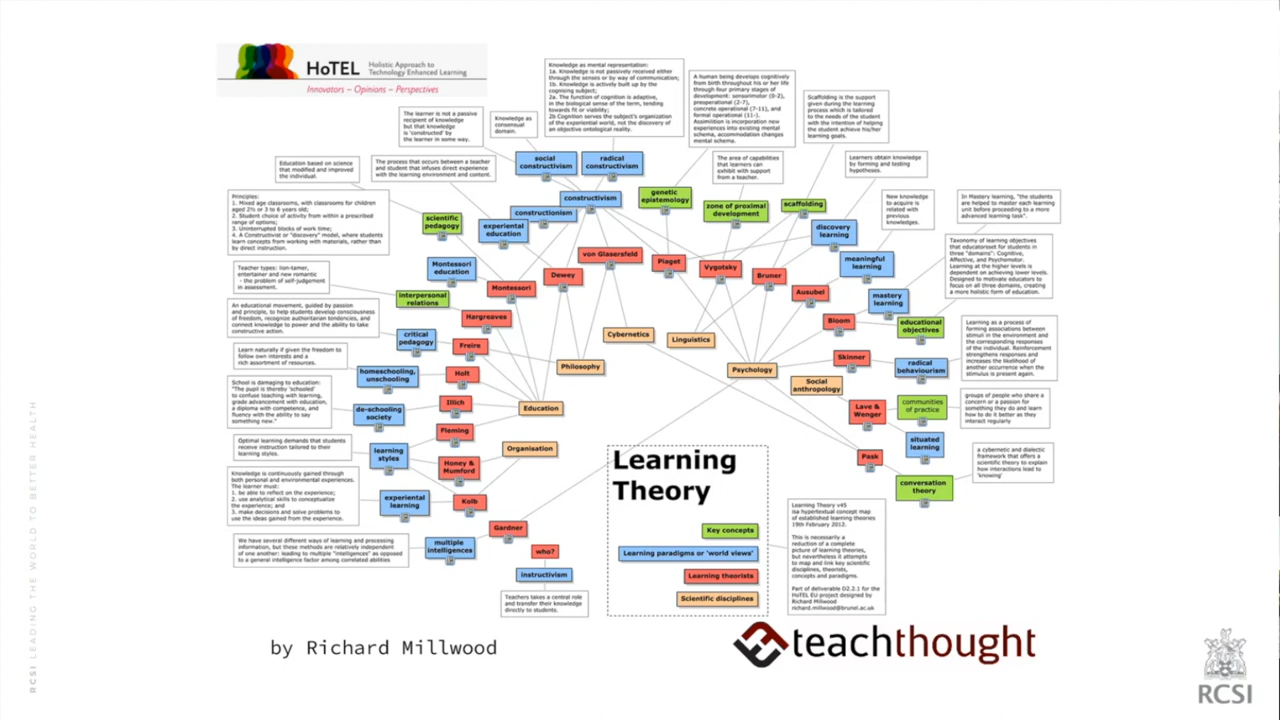 HoTEL
Holistic Approach to
Technology Enhanced Learning
Innovators – Opinions – Perspectives
Knowledge as mental representation:
1a. Knowledge is not passively received either
through the senses or by way of communication;
1b. Knowledge is actively built up by the
cognising subject;
2a. The function of cognition is adaptive,
in the biological sense of the term, tending
towards fit or viability;
2b Cognition serves the subject's organization
of the experiential world, not the discovery of
an objective ontological reality.
A human being develops cognitively
from birth throughout his or her life
through four primary stages of
development: sensorimotor (0-2),
preoperational (2-7),
concrete operational (7-11), and
formal operational (11-).
Assimilation is incorporation new
experiences into existing mental
schema, accommodation changes
mental schema.
Scaffolding is the support
given during the learning
process which is tailored
to the needs of the student
with the intention of helping
the student achieve his/her
learning goals.
The learner is not a passive
recipient of knowledge
but that knowledge
is 'constructed' by
the learner in some way.
Knowledge as
consensual
domain.
Education based on science
that modified and improved
the individual.
The process that occurs between a teacher
and student that infuses direct experience
with the learning environment and content.
social
constructivism
radical
constructivism
The area of capabilities
that learners can
exhibit with support
from a teacher.
Learners obtain knowledge
by forming and testing
hypotheses.
Principles:
1. Mixed age classrooms, with classrooms for children
aged 2½ or 3 to 6 years old;
2. Student choice of activity from within a prescribed
range of options;
3. Uninterrupted blocks of work time;
4. A Constructivist or "discovery" model, where students
learn concepts from working with materials, rather than
by direct instruction.
scientific
pedagogy
experiential
education
constructionism
constructivism
genetic
epistemology
zone of proximal
development
scaffolding
discovery
learning
New knowledge
to acquire is
related with
previous
knowledges.
In Mastery learning, "the students
are helped to master each learning
unit before proceeding to a more
advanced learning task".
Teacher types: lion-tamer,
entertainer and new romantic
- the problem of self-judgement
in assessment.
Montessori
education
interpersonal
relations
Montessori
Dewey
von Glasersfeld
Piaget
Vygotsky
Bruner
Ausubel
meaningful
learning
mastery
learning
Taxonomy of learning objectives
that educatorsset for students in
three "domains": Cognitive,
Affective, and Psychomotor.
Learning at the higher levels is
dependent on achieving lower levels.
Designed to motivate educators to
focus on all three domains, creating
a more holistic form of education.
An educational movement, guided by passion
and principle, to help students develop consciousness
of freedom, recognize authoritarian tendencies, and
connect knowledge to power and the ability to take
constructive action.
Hargreaves
critical
pedagogy
Freire
Cybernetics
Linguistics
Bloom
educational
objectives
Learn naturally if given the freedom to
follow own interests and a
rich assortment of resources.
homeschooling,
unschooling
Holt
Philosophy
Psychology
Skinner
radical
behaviourism
Learning as a process of
forming associations between
stimuli in the environment and
the corresponding responses
of the individual. Reinforcement
strengthens responses and
increases the likelihood of
another occurrence when the
stimulus is present again.
School is damaging to education:
"The pupil is thereby 'schooled'
to confuse teaching with learning,
grade advancement with education,
a diploma with competence, and
fluency with the ability to say
something new."
de-schooling
society
Illich
Education
Social
anthropology
Lave &
Wenger
communities
of practice
groups of people who share a
concern or a passion for
something they do and learn
how to do it better as they
interact regularly
Optimal learning demands that students
receive instruction tailored to their
learning styles.
learning
styles
Fleming
Honey &
Mumford
Organisation
Pask
situated
learning
a cybernetic and dialectic
framework that offers a
scientific theory to explain
how interactions lead to
'knowing'
conversation
theory
Knowledge is continuously gained through
both personal and environmental experiences.
The learner must:
1. be able to reflect on the experience;
2. use analytical skills to conceptualize
the experience; and
3. make decisions and solve problems to
use the ideas gained from the experience.
experiential
learning
Kolb
Gardner
We have several different ways of learning and processing
information, but these methods are relatively independent
of one another: leading to multiple "intelligences" as opposed
to a general intelligence factor among correlated abilities
multiple
intelligences
who?
instructivism
Teachers takes a central role
and transfer their knowledge
directly to students.
Learning
Theory
Key concepts
Learning paradigms or 'world views'
Learning theorists
Scientific disciplines
Learning Theory v45
isa hypertextual concept map
of established learning theories
19th February 2012.
This is necessarily a
reduction of a complete
picture of learning theories,
but nevertheless it attempts
to map and link key scientific
disciplines, theorists,
concepts and paradigms.
Part of deliverable D2.2.1 for the
HoTEL EU project designed by
Richard Millwood
richard.millwood@brunel.ac.uk
by Richard Millwood
teachthought
RCSI LEADING THE WORLD TO BETTER HEALTH
RCSI